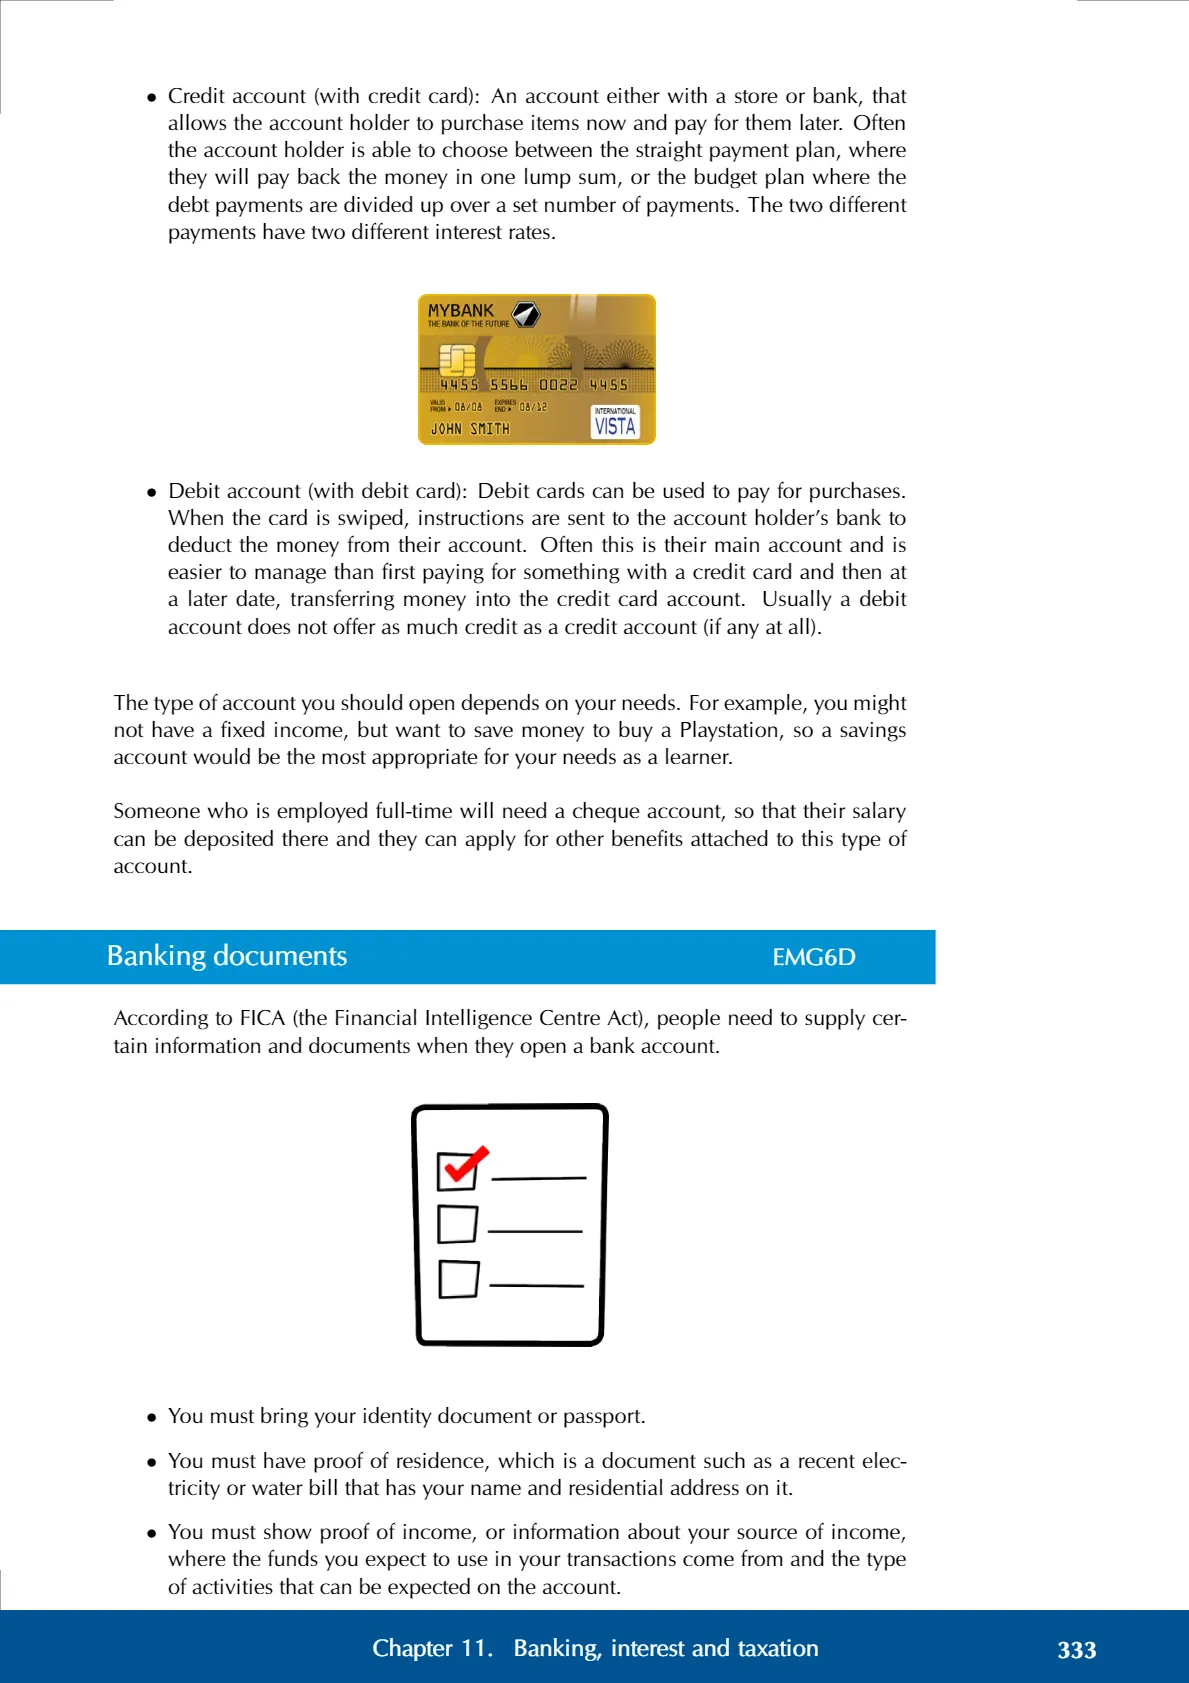 • Credit account (with credit card): An account either with a store or bank, that
allows the account holder to purchase items now and pay for them later. Often
the account holder is able to choose between the straight payment plan, where
they will pay back the money in one lump sum, or the budget plan where the
debt payments are divided up over a set number of payments. The two different
payments have two different interest rates.
MYBANK
THE BANK OF THE FUTURE
4455 5566 0022 4455
VALID FROM 08/08 EXPIRES END 08/12
JOHN SMITH
INTERNATIONAL
VISTA
• Debit account (with debit card): Debit cards can be used to pay for purchases.
When the card is swiped, instructions are sent to the account holder’s bank to
deduct the money from their account. Often this is their main account and is
easier to manage than first paying for something with a credit card and then at
a later date, transferring money into the credit card account. Usually a debit
account does not offer as much credit as a credit account (if any at all).
The type of account you should open depends on your needs. For example, you might
not have a fixed income, but want to save money to buy a Playstation, so a savings
account would be the most appropriate for your needs as a learner.
Someone who is employed full-time will need a cheque account, so that their salary
can be deposited there and they can apply for other benefits attached to this type of
account.
Banking documents EMG6D
According to FICA (the Financial Intelligence Centre Act), people need to supply cer-
tain information and documents when they open a bank account.
• You must bring your identity document or passport.
• You must have proof of residence, which is a document such as a recent elec-
tricity or water bill that has your name and residential address on it.
• You must show proof of income, or information about your source of income,
where the funds you expect to use in your transactions come from and the type
of activities that can be expected on the account.
Chapter 11. Banking, interest and taxation 333